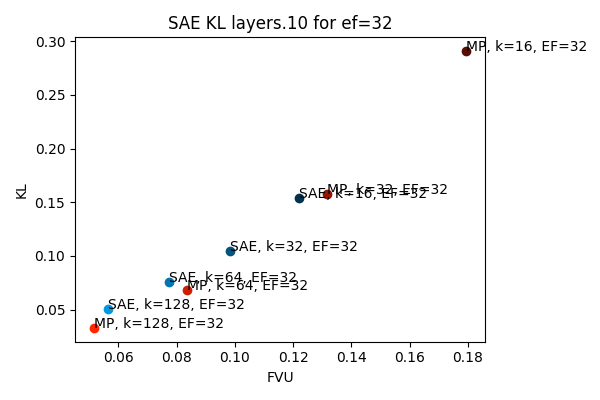 SAE KL layers.10 for ef=32
KL
0.30
0.25
0.20
0.15
0.10
0.05
MP, k=16, EF=32
MP, k=32, EF=32
SAE, k=16, EF=32
SAE, k=32, EF=32
SAE, k=64, EF=32
MP, k=64, EF=32
SAE, k=128, EF=32
MP, k=128, EF=32
0.06 0.08 0.10 0.12 0.14 0.16 0.18
FVU